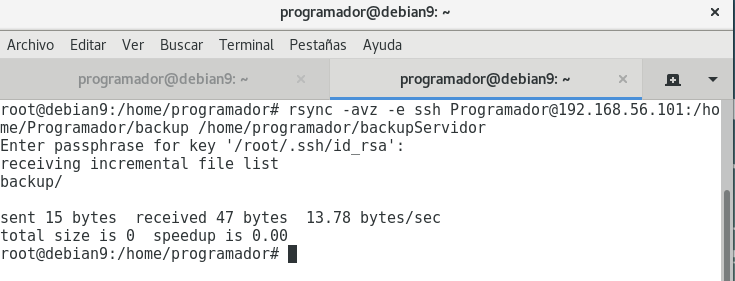 programador@debian9: ~
Archivo Editar Ver Buscar Terminal Pestañas Ayuda
programador@debian9: ~ programador@debian9: ~
root@debian9:/home/programador# rsync -avz -e ssh Programador@192.168.56.101:/ho
me/Programador/backup /home/programador/backupServidor
Enter passphrase for key '/root/.ssh/id_rsa':
receiving incremental file list
backup/
sent 15 bytes  received 47 bytes  13.78 bytes/sec
total size is 0  speedup is 0.00
root@debian9:/home/programador#